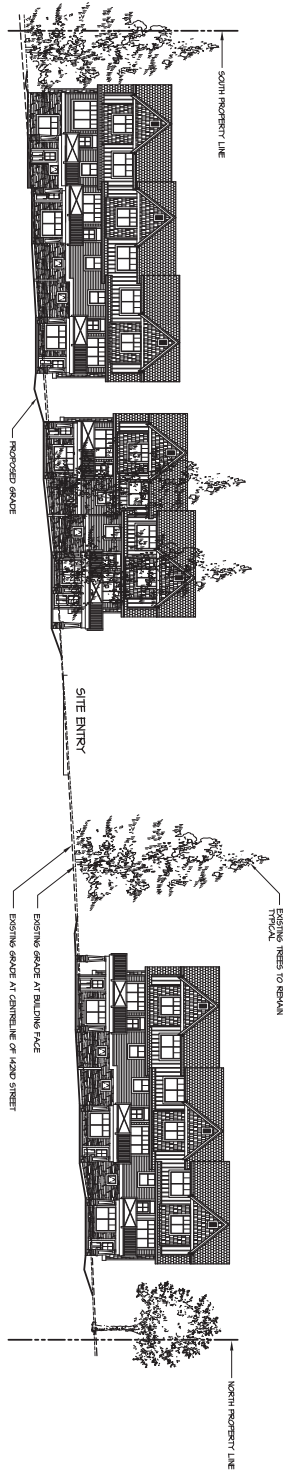 SOUTH PROPERTY LINE
PROPOSED GRADE
SITE ENTRY
EXISTING TREES TO REMAIN
TYPICAL
EXISTING GRADE AT BUILDING FACE
EXISTING GRADE AT CENTRELINE OF 142ND STREET
NORTH PROPERTY LINE